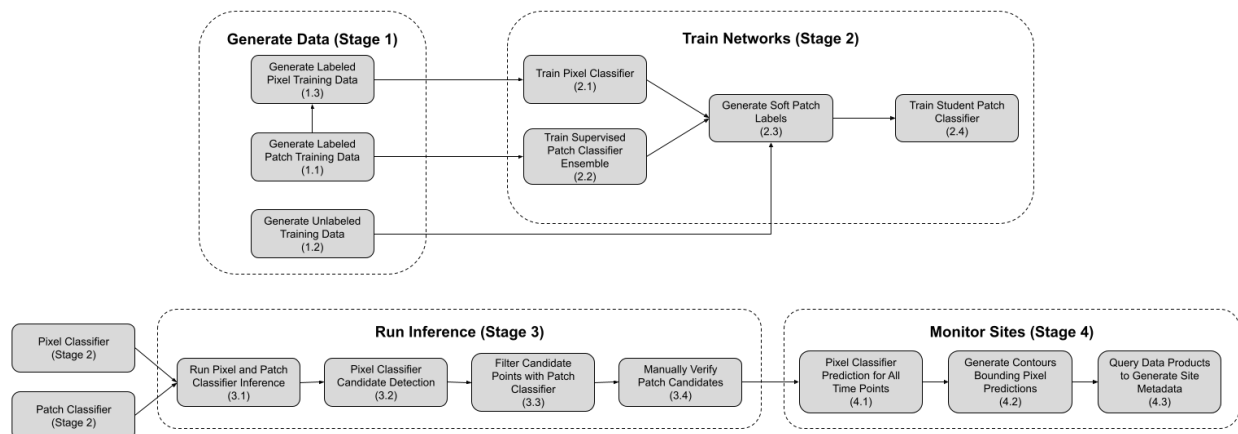 Generate Data (Stage 1)
Generate Labeled
Pixel Training Data
(1.3)
Generate Labeled
Patch Training Data
(1.1)
Generate Unlabeled
Training Data
(1.2)
Train Networks (Stage 2)
Train Pixel Classifier
(2.1)
Train Supervised
Patch Classifier
Ensemble
(2.2)
Generate Soft Patch
Labels
(2.3)
Train Student Patch
Classifier
(2.4)
Pixel Classifier
(Stage 2)
Patch Classifier
(Stage 2)
Run Inference (Stage 3)
Run Pixel and Patch
Classifier Inference
(3.1)
Pixel Classifier
Candidate Detection
(3.2)
Filter Candidate
Points with Patch
Classifier
(3.3)
Manually Verify
Patch Candidates
(3.4)
Monitor Sites (Stage 4)
Pixel Classifier
Prediction for All
Time Points
(4.1)
Generate Contours
Bounding Pixel
Predictions
(4.2)
Query Data Products
to Generate Site
Metadata
(4.3)